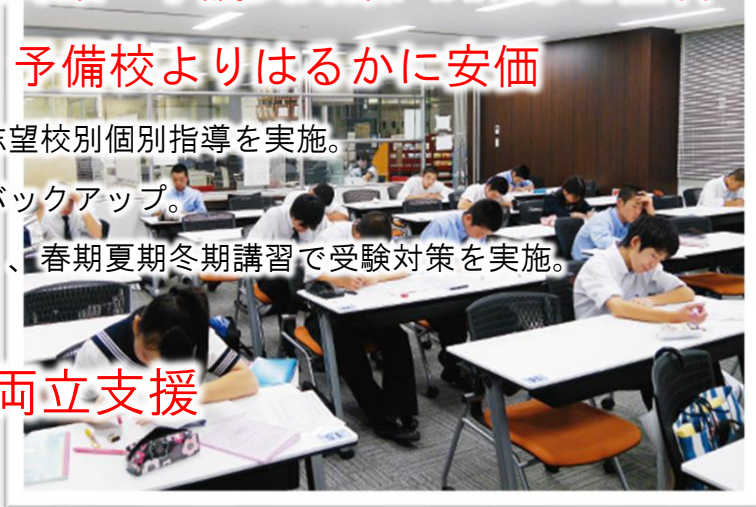 予備校よりはるかに安価
志望校別個別指導を実施。
バックアップ。
、春期夏期冬期講習で受験対策を実施。
両立支援